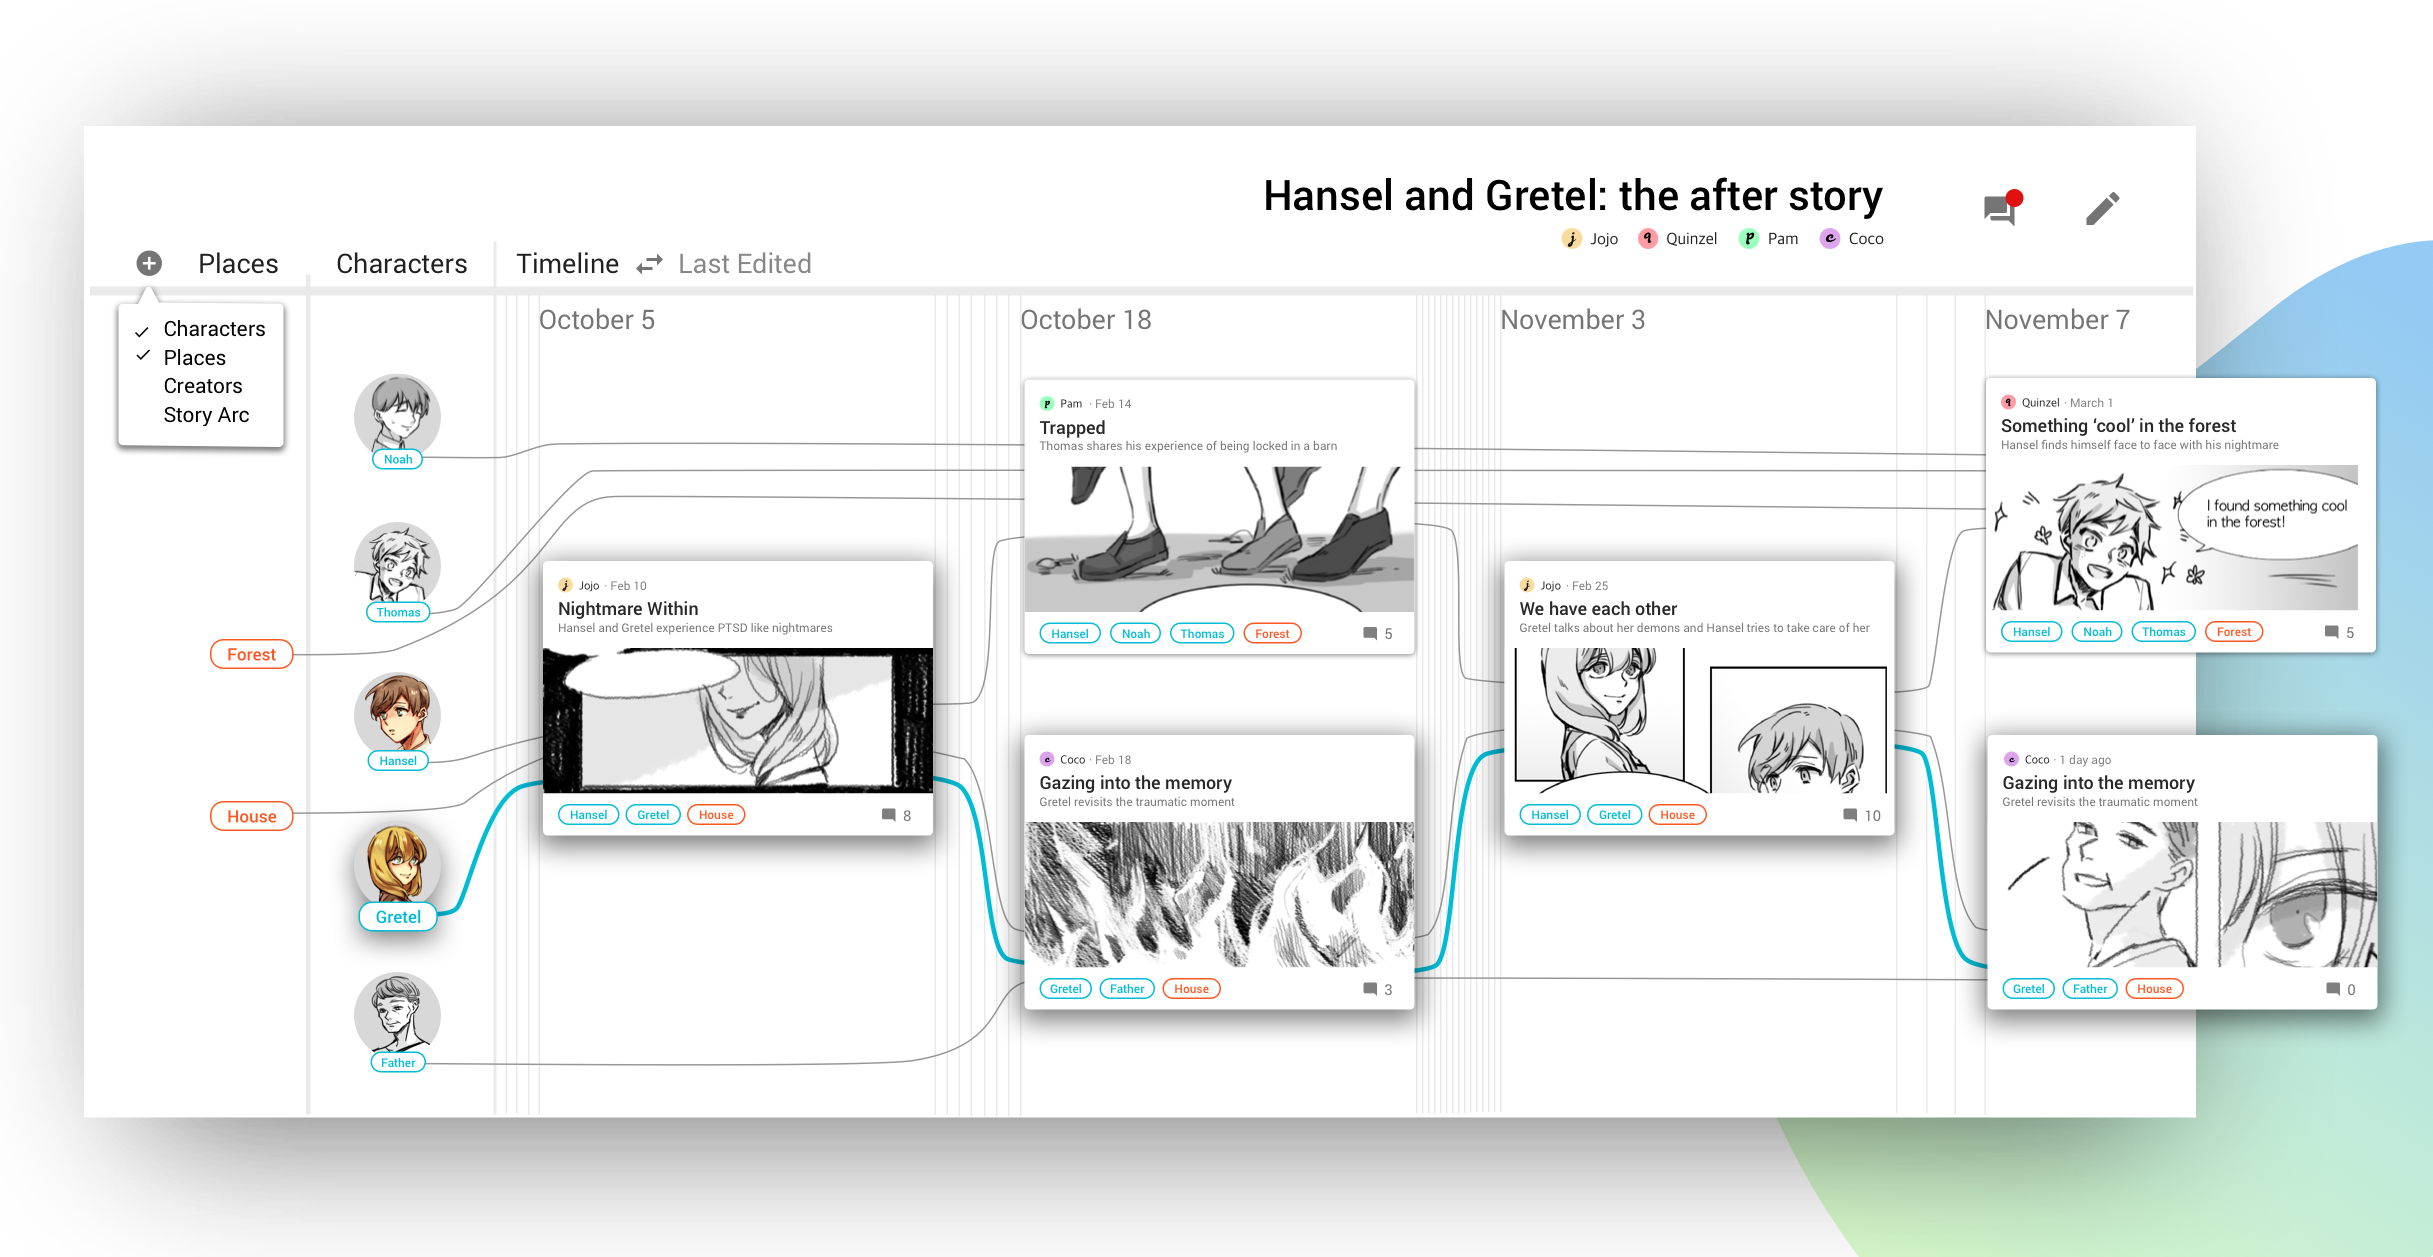 Hansel and Gretel: the after story
j Jojo q Quinzel p Pam c Coco
Places Characters Timeline Last Edited
Characters
Places
Creators
Story Arc
October 5 October 18 November 3 November 7
Noah
Thomas
Forest
Hansel
House
Gretel
Father
j Jojo · Feb 10
Nightmare Within
Hansel and Gretel experience PTSD like nightmares
Hansel Gretel House 8
p Pam · Feb 14
Trapped
Thomas shares his experience of being locked in a barn
Hansel Noah Thomas Forest 5
c Coco · Feb 18
Gazing into the memory
Gretel revisits the traumatic moment
Gretel Father House 3
j Jojo · Feb 25
We have each other
Gretel talks about her demons and Hansel tries to take care of her
Hansel Gretel House 10
q Quinzel · March 1
Something ‘cool’ in the forest
Hansel finds himself face to face with his nightmare
I found something cool
in the forest!
Hansel Noah Thomas Forest 5
c Coco · 1 day ago
Gazing into the memory
Gretel revisits the traumatic moment
Gretel Father House 0